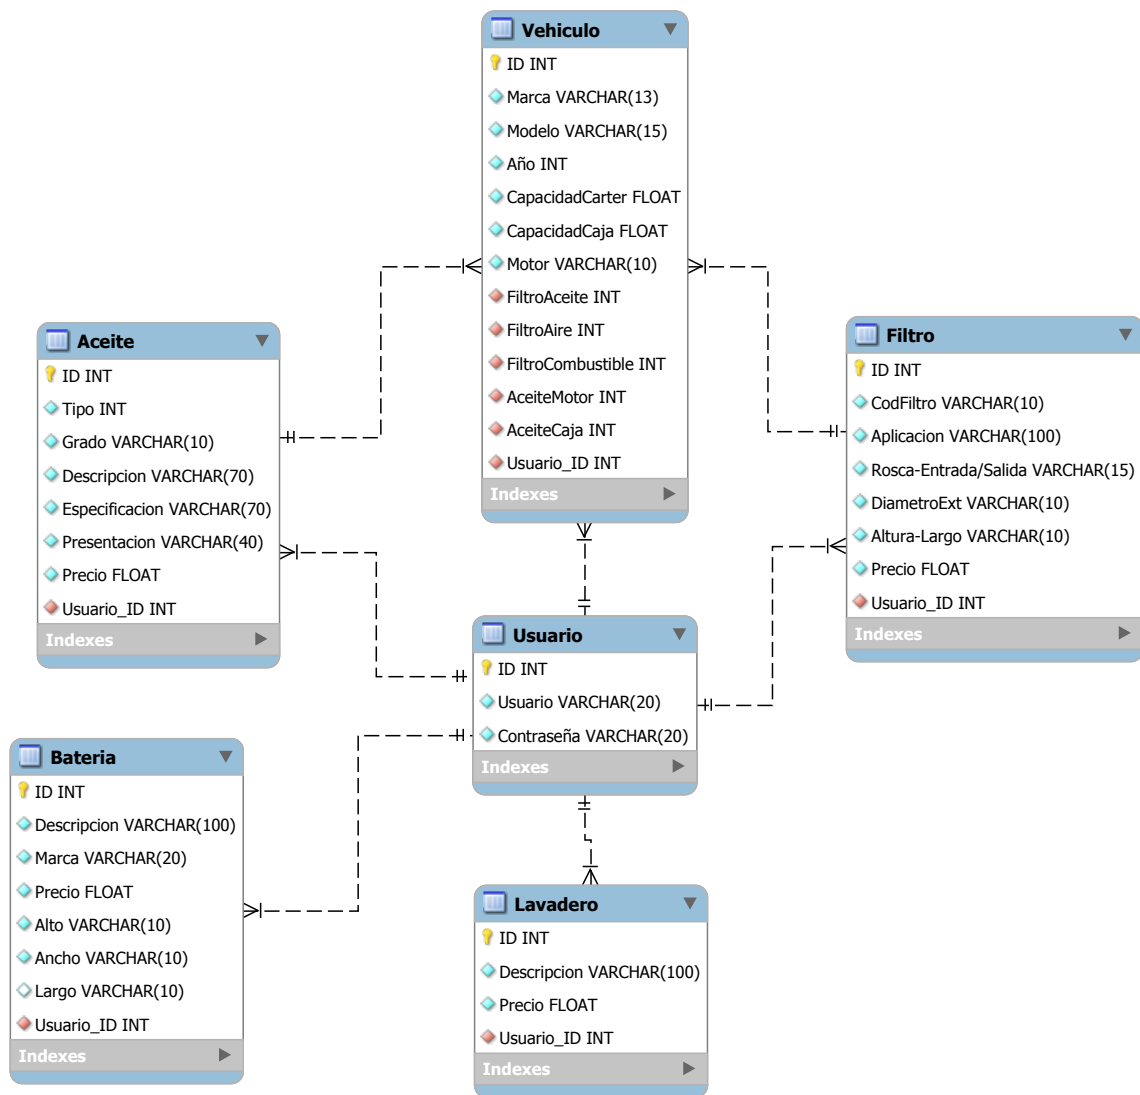 Vehiculo
ID INT
Marca VARCHAR(13)
Modelo VARCHAR(15)
Año INT
CapacidadCarter FLOAT
CapacidadCaja FLOAT
Motor VARCHAR(10)
FiltroAceite INT
FiltroAire INT
FiltroCombustible INT
AceiteMotor INT
AceiteCaja INT
Usuario_ID INT
Indexes
Aceite
ID INT
Tipo INT
Grado VARCHAR(10)
Descripcion VARCHAR(70)
Especificacion VARCHAR(70)
Presentacion VARCHAR(40)
Precio FLOAT
Usuario_ID INT
Indexes
Filtro
ID INT
CodFiltro VARCHAR(10)
Aplicacion VARCHAR(100)
Rosca-Entrada/Salida VARCHAR(15)
DiametroExt VARCHAR(10)
Altura-Largo VARCHAR(10)
Precio FLOAT
Usuario_ID INT
Indexes
Usuario
ID INT
Usuario VARCHAR(20)
Contraseña VARCHAR(20)
Indexes
Bateria
ID INT
Descripcion VARCHAR(100)
Marca VARCHAR(20)
Precio FLOAT
Alto VARCHAR(10)
Ancho VARCHAR(10)
Largo VARCHAR(10)
Usuario_ID INT
Indexes
Lavadero
ID INT
Descripcion VARCHAR(100)
Precio FLOAT
Usuario_ID INT
Indexes